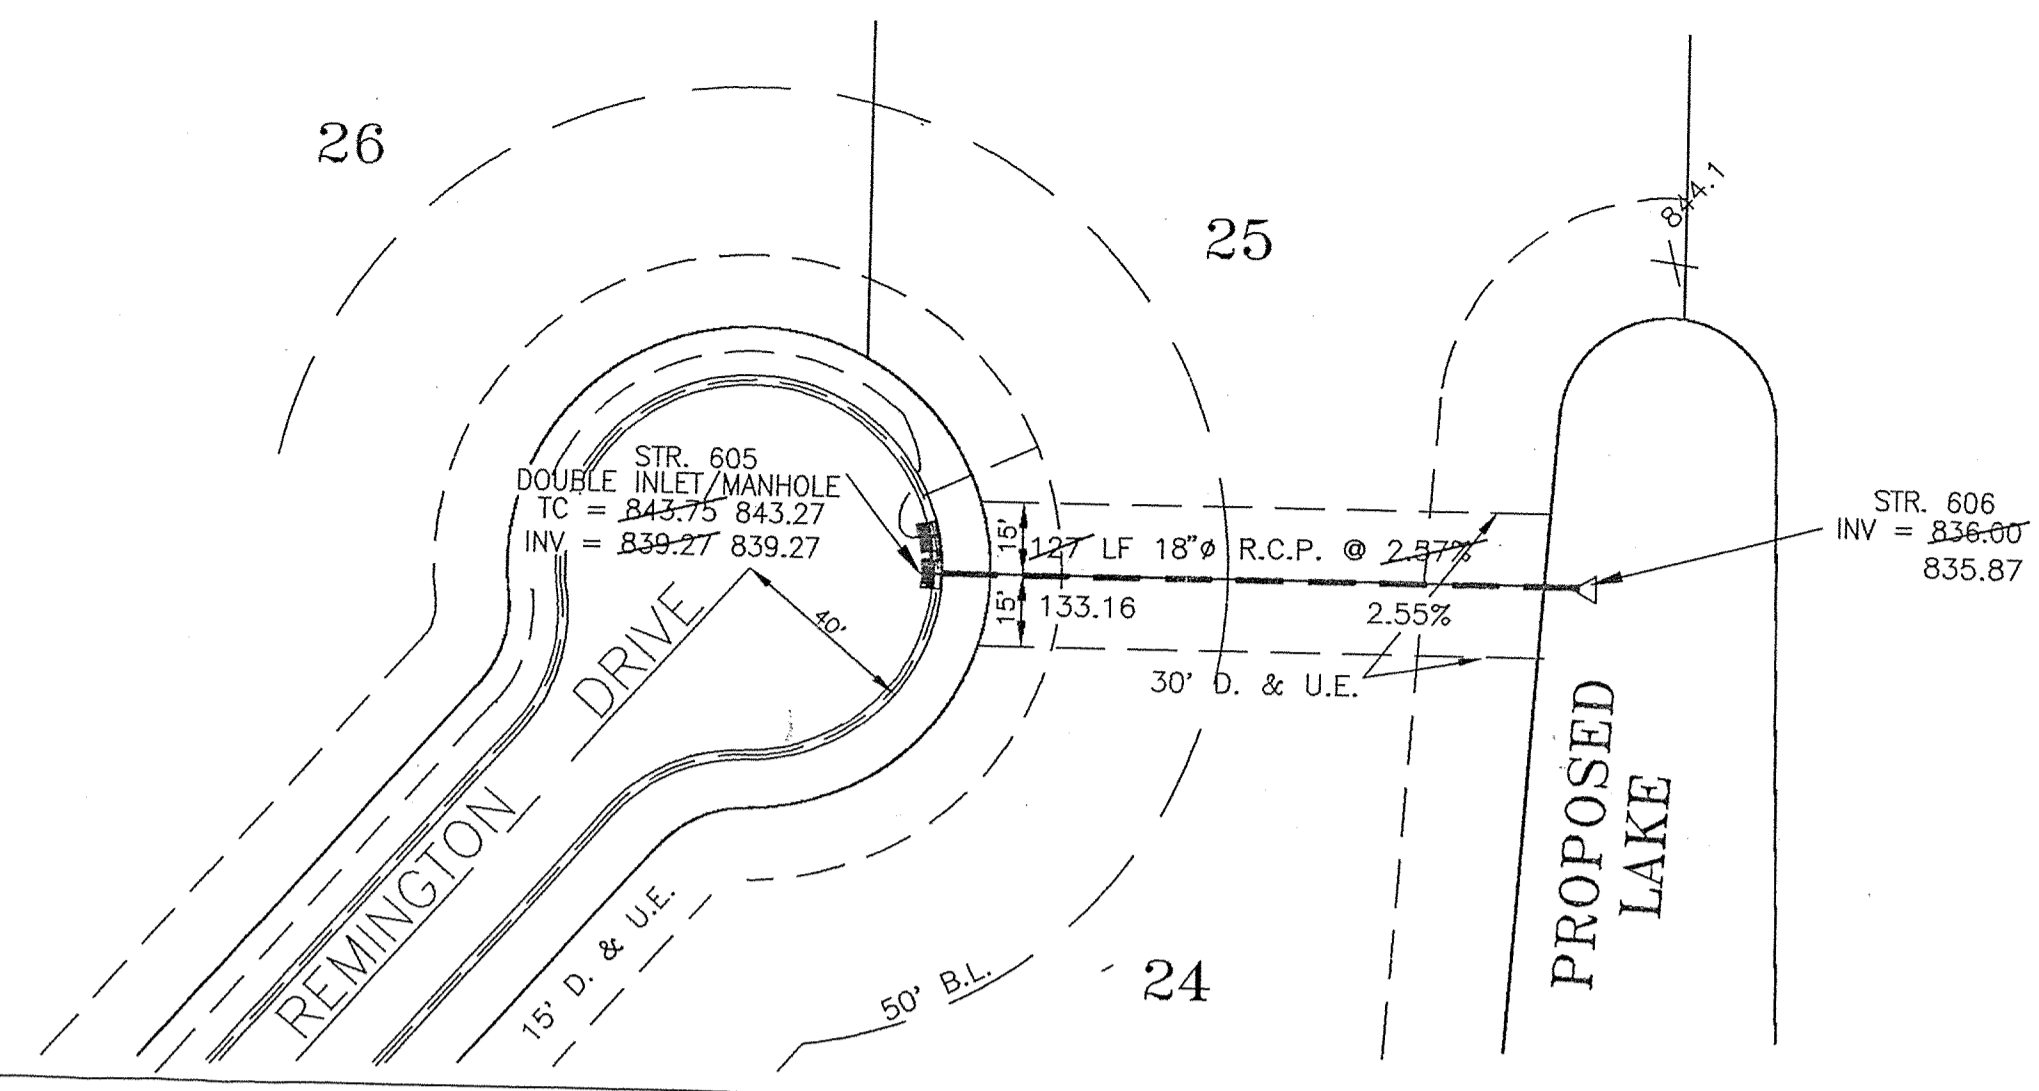 26
25
844.1
STR. 605
DOUBLE INLET/MANHOLE
TC = 843.75 843.27
INV = 839.27 839.27
15'
127 LF 18"ø R.C.P. @ 2.57%
STR. 606
INV = 836.00
835.87
15'
133.16
2.55%
40'
30' D. & U.E.
REMINGTON DRIVE
15' D. & U.E.
50' B.L.
24
PROPOSED
LAKE